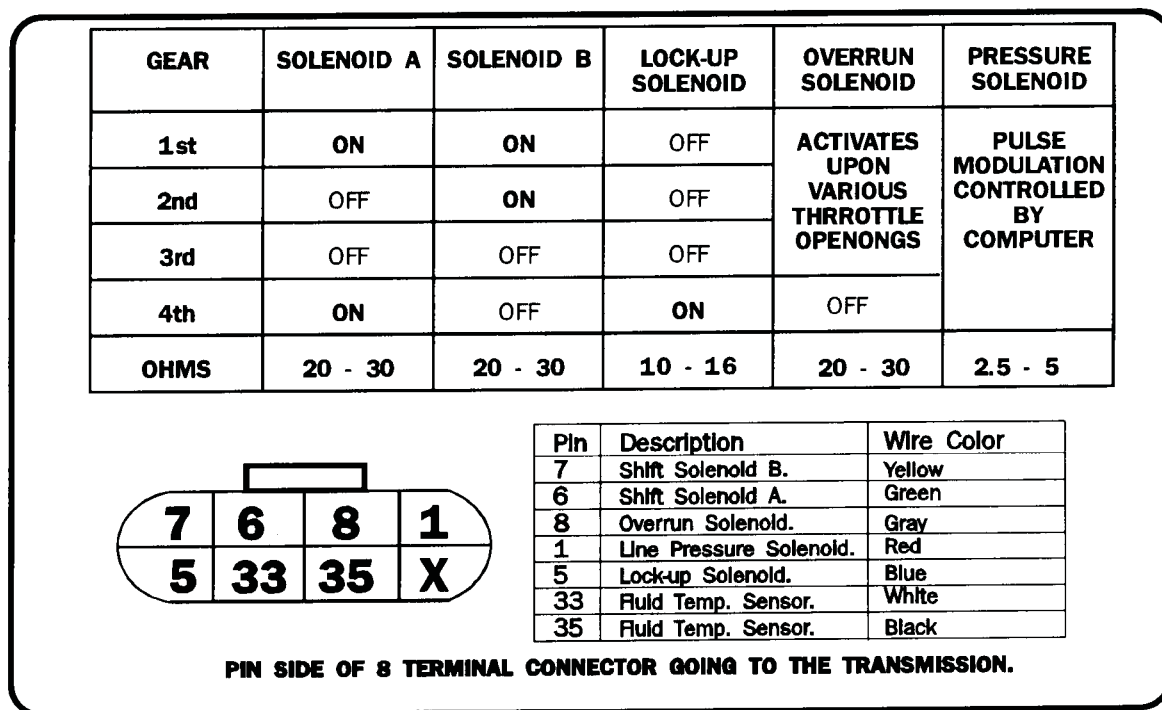 GEAR SOLENOID A SOLENOID B LOCK-UP SOLENOID OVERRUN SOLENOID PRESSURE SOLENOID
1st ON ON OFF ACTIVATES UPON VARIOUS THRROTTLE OPENONGS PULSE MODULATION CONTROLLED BY COMPUTER
2nd OFF ON OFF
3rd OFF OFF OFF
4th ON OFF ON OFF
OHMS 20 - 30 20 - 30 10 - 16 20 - 30 2.5 - 5
7 6 8 1
5 33 35 X
Pin Description Wire Color
7 Shift Solenoid B. Yellow
6 Shift Solenoid A. Green
8 Overrun Solenoid. Gray
1 Line Pressure Solenoid. Red
5 Lock-up Solenoid. Blue
33 Fluid Temp. Sensor. White
35 Fluid Temp. Sensor. Black
PIN SIDE OF 8 TERMINAL CONNECTOR GOING TO THE TRANSMISSION.